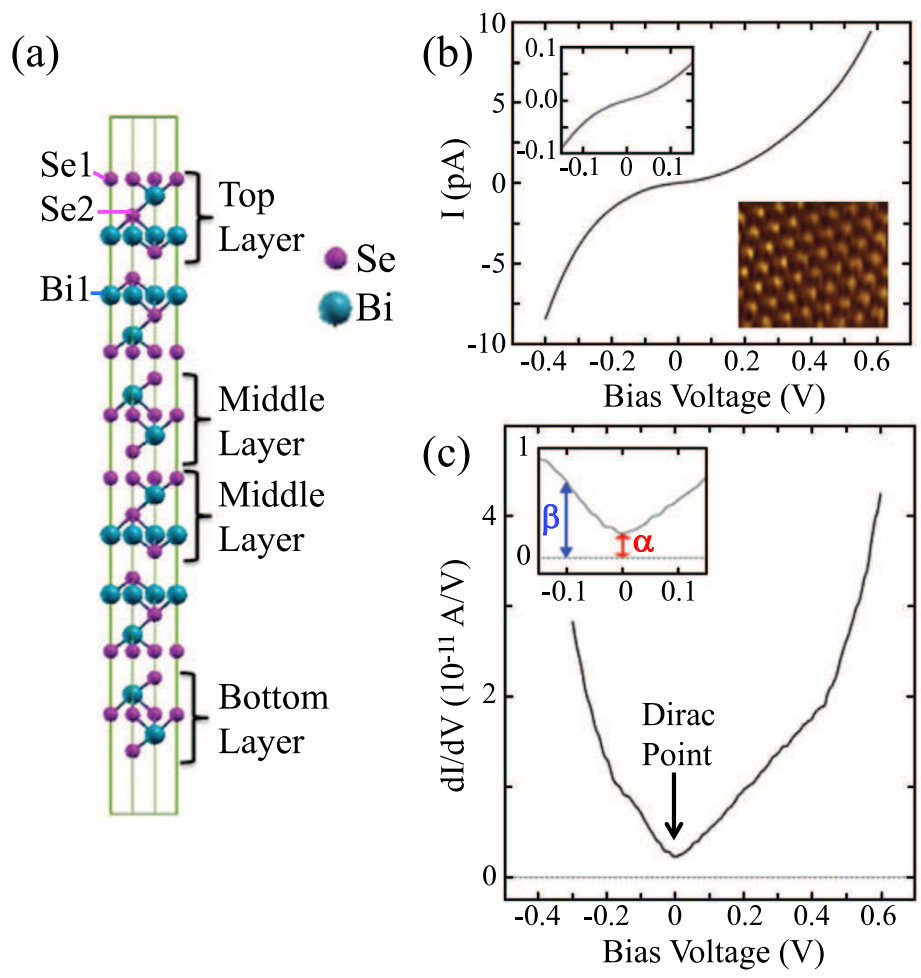 (a)
Se1
Se2
Bi1
Top
Layer
Se
Bi
Middle
Layer
Middle
Layer
Bottom
Layer
(b)
10
5
0
-5
-10
I (pA)
0.1
0.0
-0.1
-0.1 0 0.1
-0.4 -0.2 0 0.2 0.4 0.6
Bias Voltage (V)
(c)
4
2
0
dI/dV (10⁻¹¹ A/V)
1
0
β
α
-0.1 0 0.1
Dirac
Point
-0.4 -0.2 0 0.2 0.4 0.6
Bias Voltage (V)